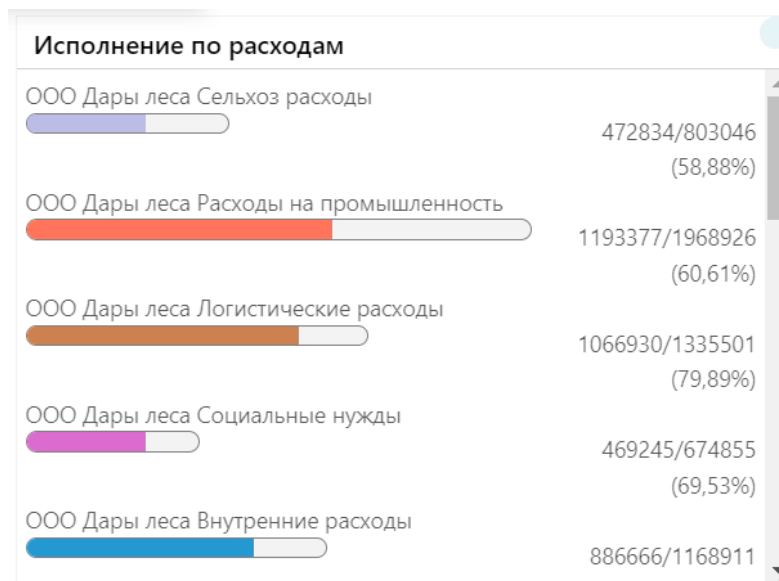 Исполнение по расходам
ООО Дары леса Сельхоз расходы
472834/803046
(58,88%)
ООО Дары леса Расходы на промышленность
1193377/1968926
(60,61%)
ООО Дары леса Логистические расходы
1066930/1335501
(79,89%)
ООО Дары леса Социальные нужды
469245/674855
(69,53%)
ООО Дары леса Внутренние расходы
886666/1168911